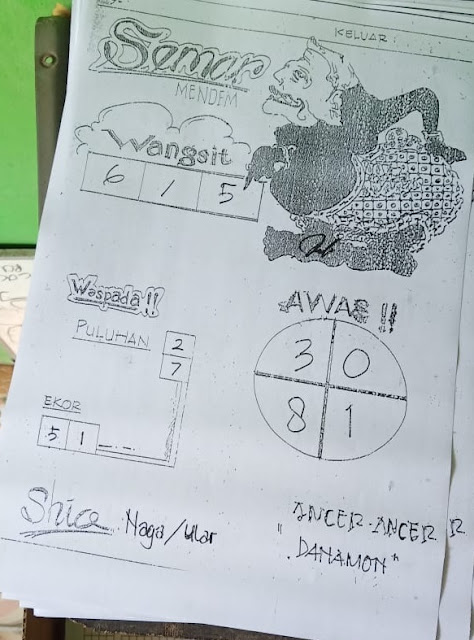 KELUAR
Semar
MENDEM
Wangsit
6 1 5
Waspada!!
AWAS !!
PULUHAN
2
7
3 0
8 1
EKOR
5 1
Shio Naga/Ular
"ANCER-ANCER
DANAMON"